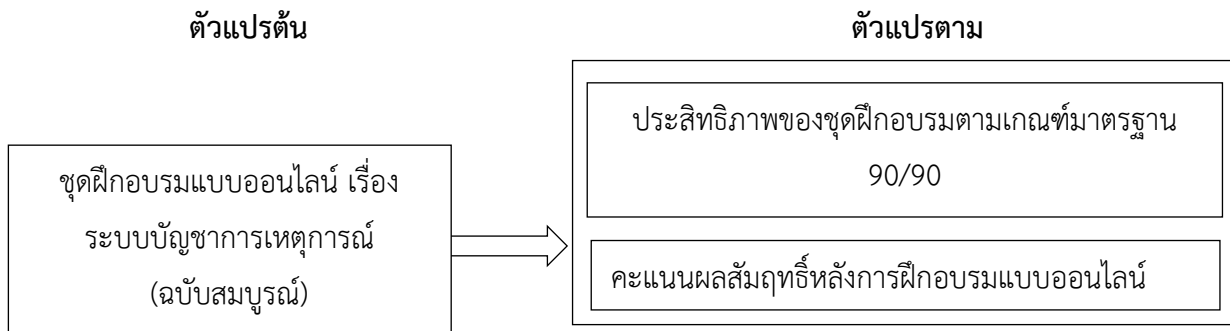 ตัวแปรต้น
ตัวแปรตาม
ชุดฝึกอบรมแบบออนไลน์ เรื่อง
ระบบบัญชาการเหตุการณ์
(ฉบับสมบูรณ์)
ประสิทธิภาพของชุดฝึกอบรมตามเกณฑ์มาตรฐาน
90/90
คะแนนผลสัมฤทธิ์หลังการฝึกอบรมแบบออนไลน์